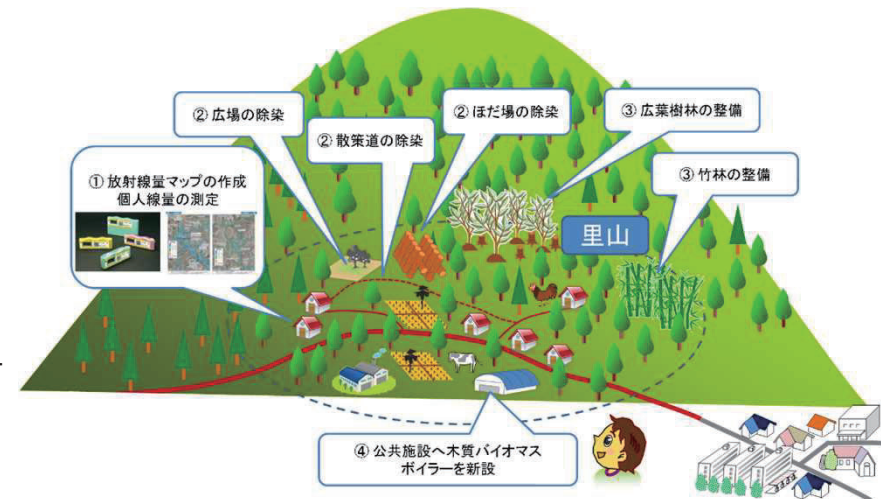 ② 広場の除染
② ほだ場の除染
③ 広葉樹林の整備
② 散策道の除染
① 放射線量マップの作成
個人線量の測定
③ 竹林の整備
里山
④ 公共施設へ木質バイオマス
ボイラーを新設